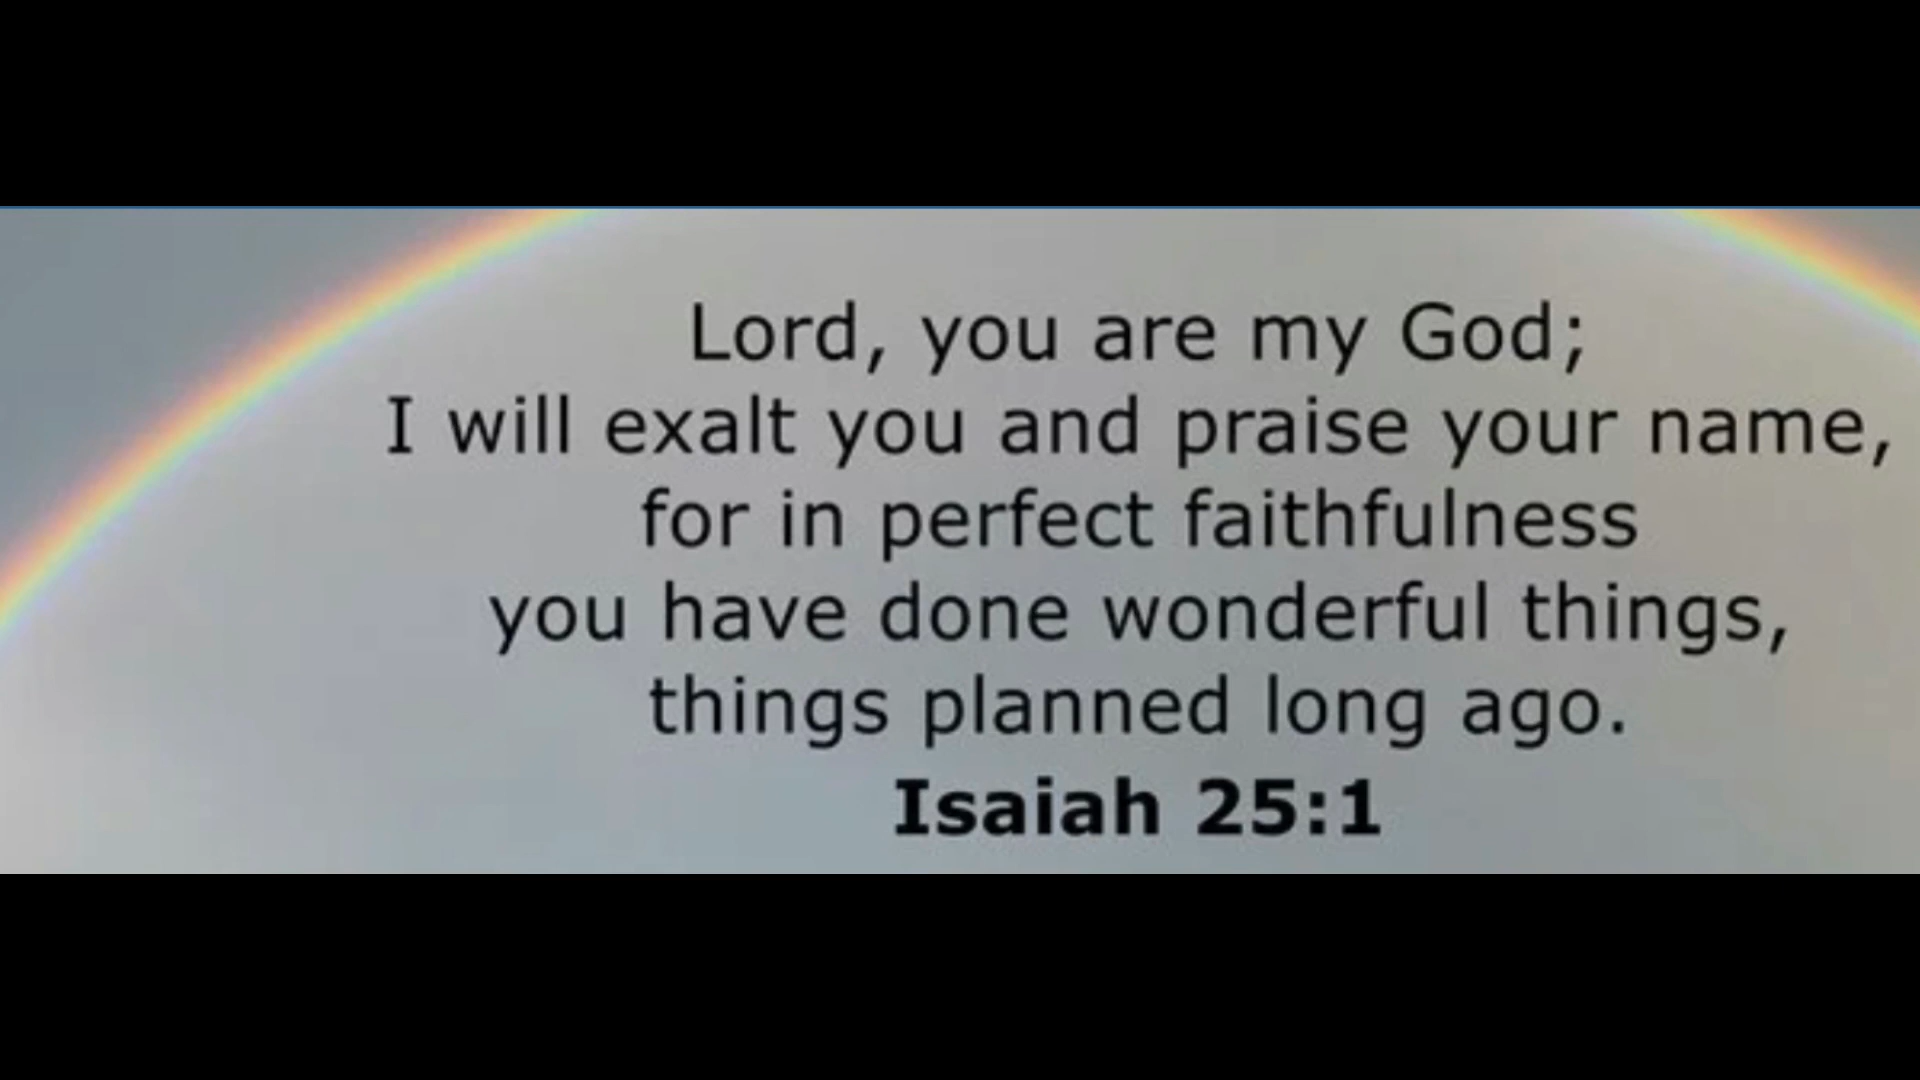 Lord, you are my God;
I will exalt you and praise your name,
for in perfect faithfulness
you have done wonderful things,
things planned long ago.
Isaiah 25:1